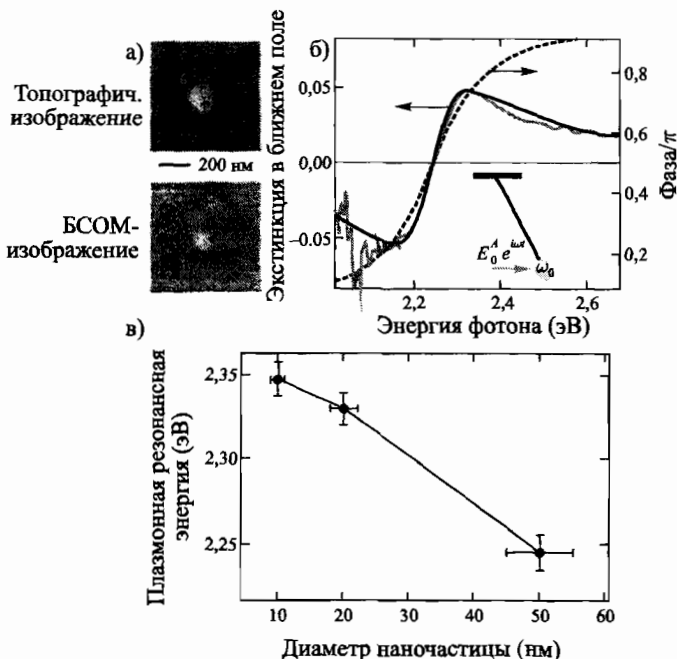 а)
Топографич.
изображение
200 нм
БСОМ-
изображение
б)
Экстинкция в ближнем поле
0,05
0,00
−0.05
2,2
2,4
2,6
Энергия фотона (эВ)
0,8
0,6
0,4
0,2
Фаза/π
E₀ᴬ e^{iωt}
ω₀
в)
Плазмонная резонансная
энергия (эВ)
2,35
2,30
2,25
10
20
30
40
50
60
Диаметр наночастицы (нм)